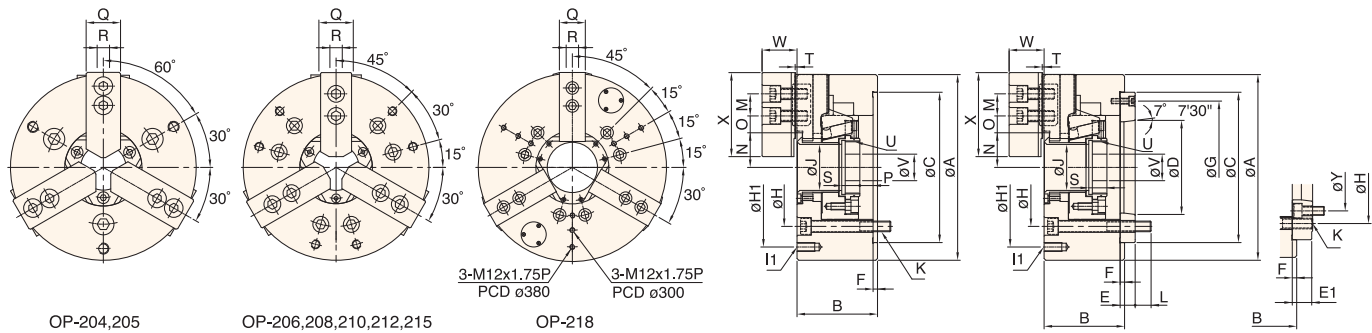 Q
R
60°
30°
30°
OP-204,205
Q
R
45°
30°
15°
30°
OP-206,208,210,212,215
Q
R
45°
15°
15°
15°
30°
3-M12x1.75P
PCD ø380
3-M12x1.75P
PCD ø300
OP-218
W
T
X
M
O
N
øJ
S
U
øV
P
øC
øA
øH1
øH
I1
F
K
B
W
T
X
M
O
N
7°
7'30"
øJ
S
U
øV
øD
øG
øC
øA
øH1
øH
I1
F
E
L
B
øY
øH
K
F
E1
B